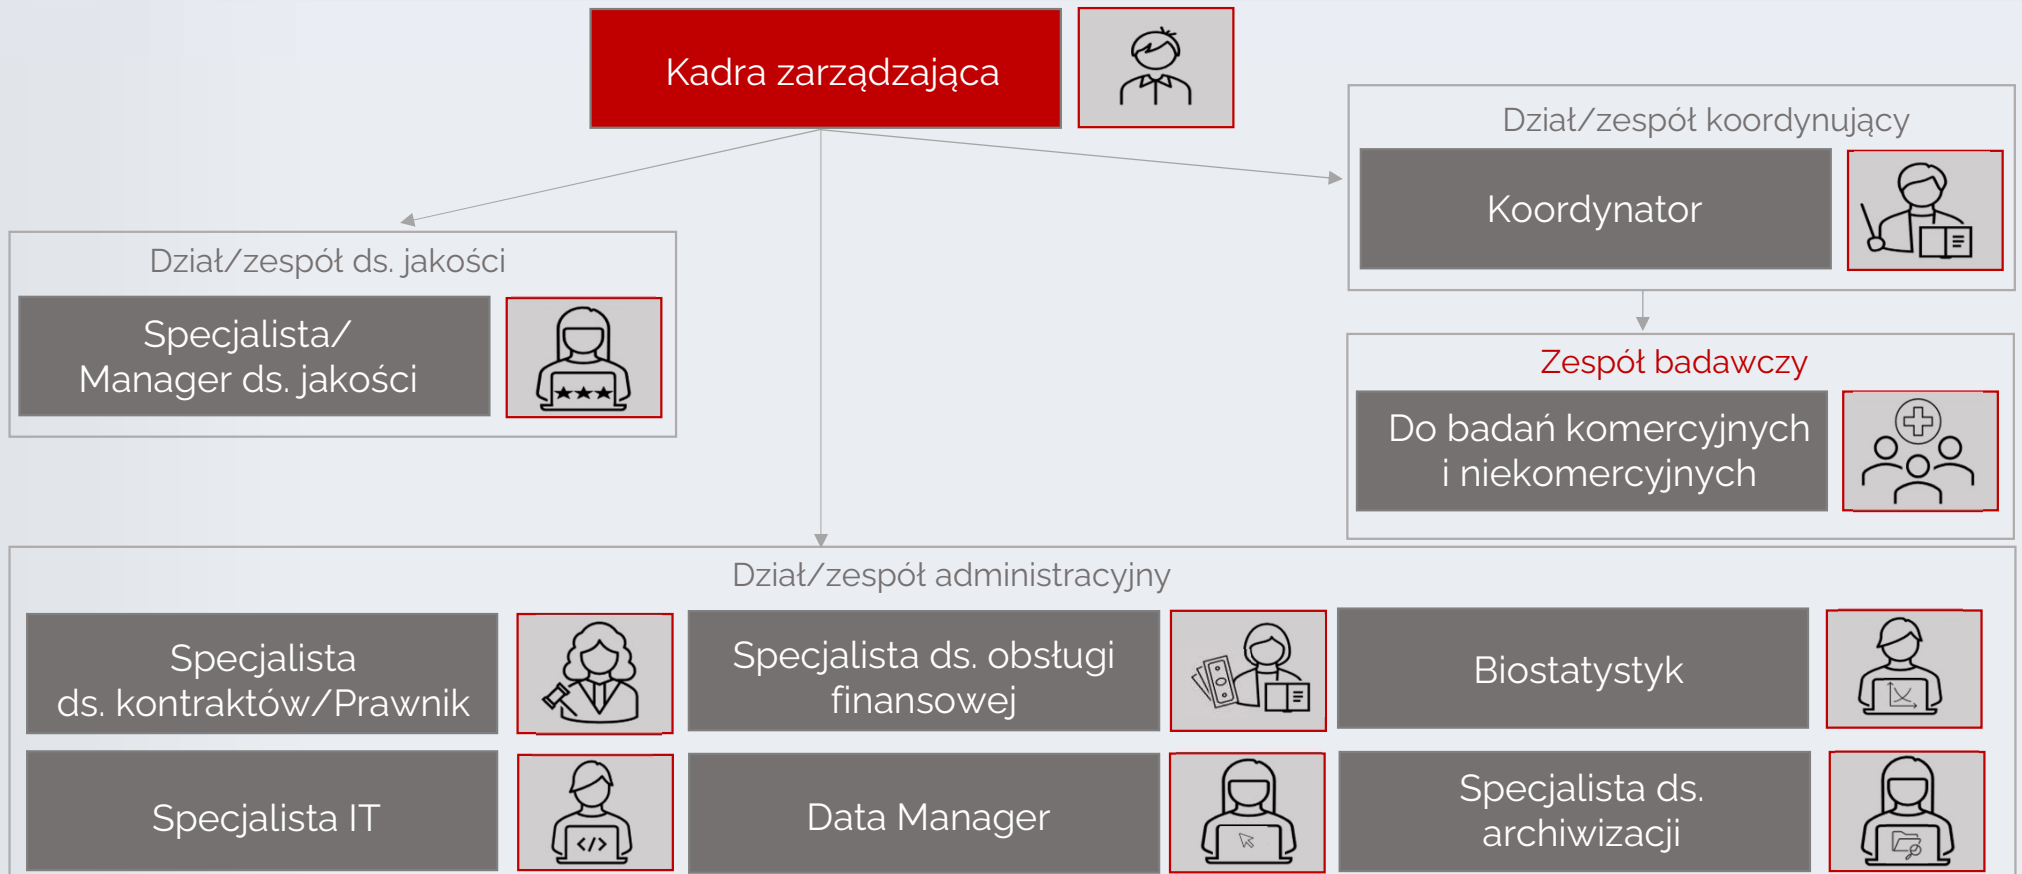 Kadra zarządzająca
Dział/zespół koordynujący
Koordynator
Dział/zespół ds. jakości
Specjalista/
Manager ds. jakości
Zespół badawczy
Do badań komercyjnych
i niekomercyjnych
Dział/zespół administracyjny
Specjalista
ds. kontraktów/Prawnik
Specjalista ds. obsługi
finansowej
Biostatystyk
Specjalista IT
</>
Data Manager
Specjalista ds.
archiwizacji